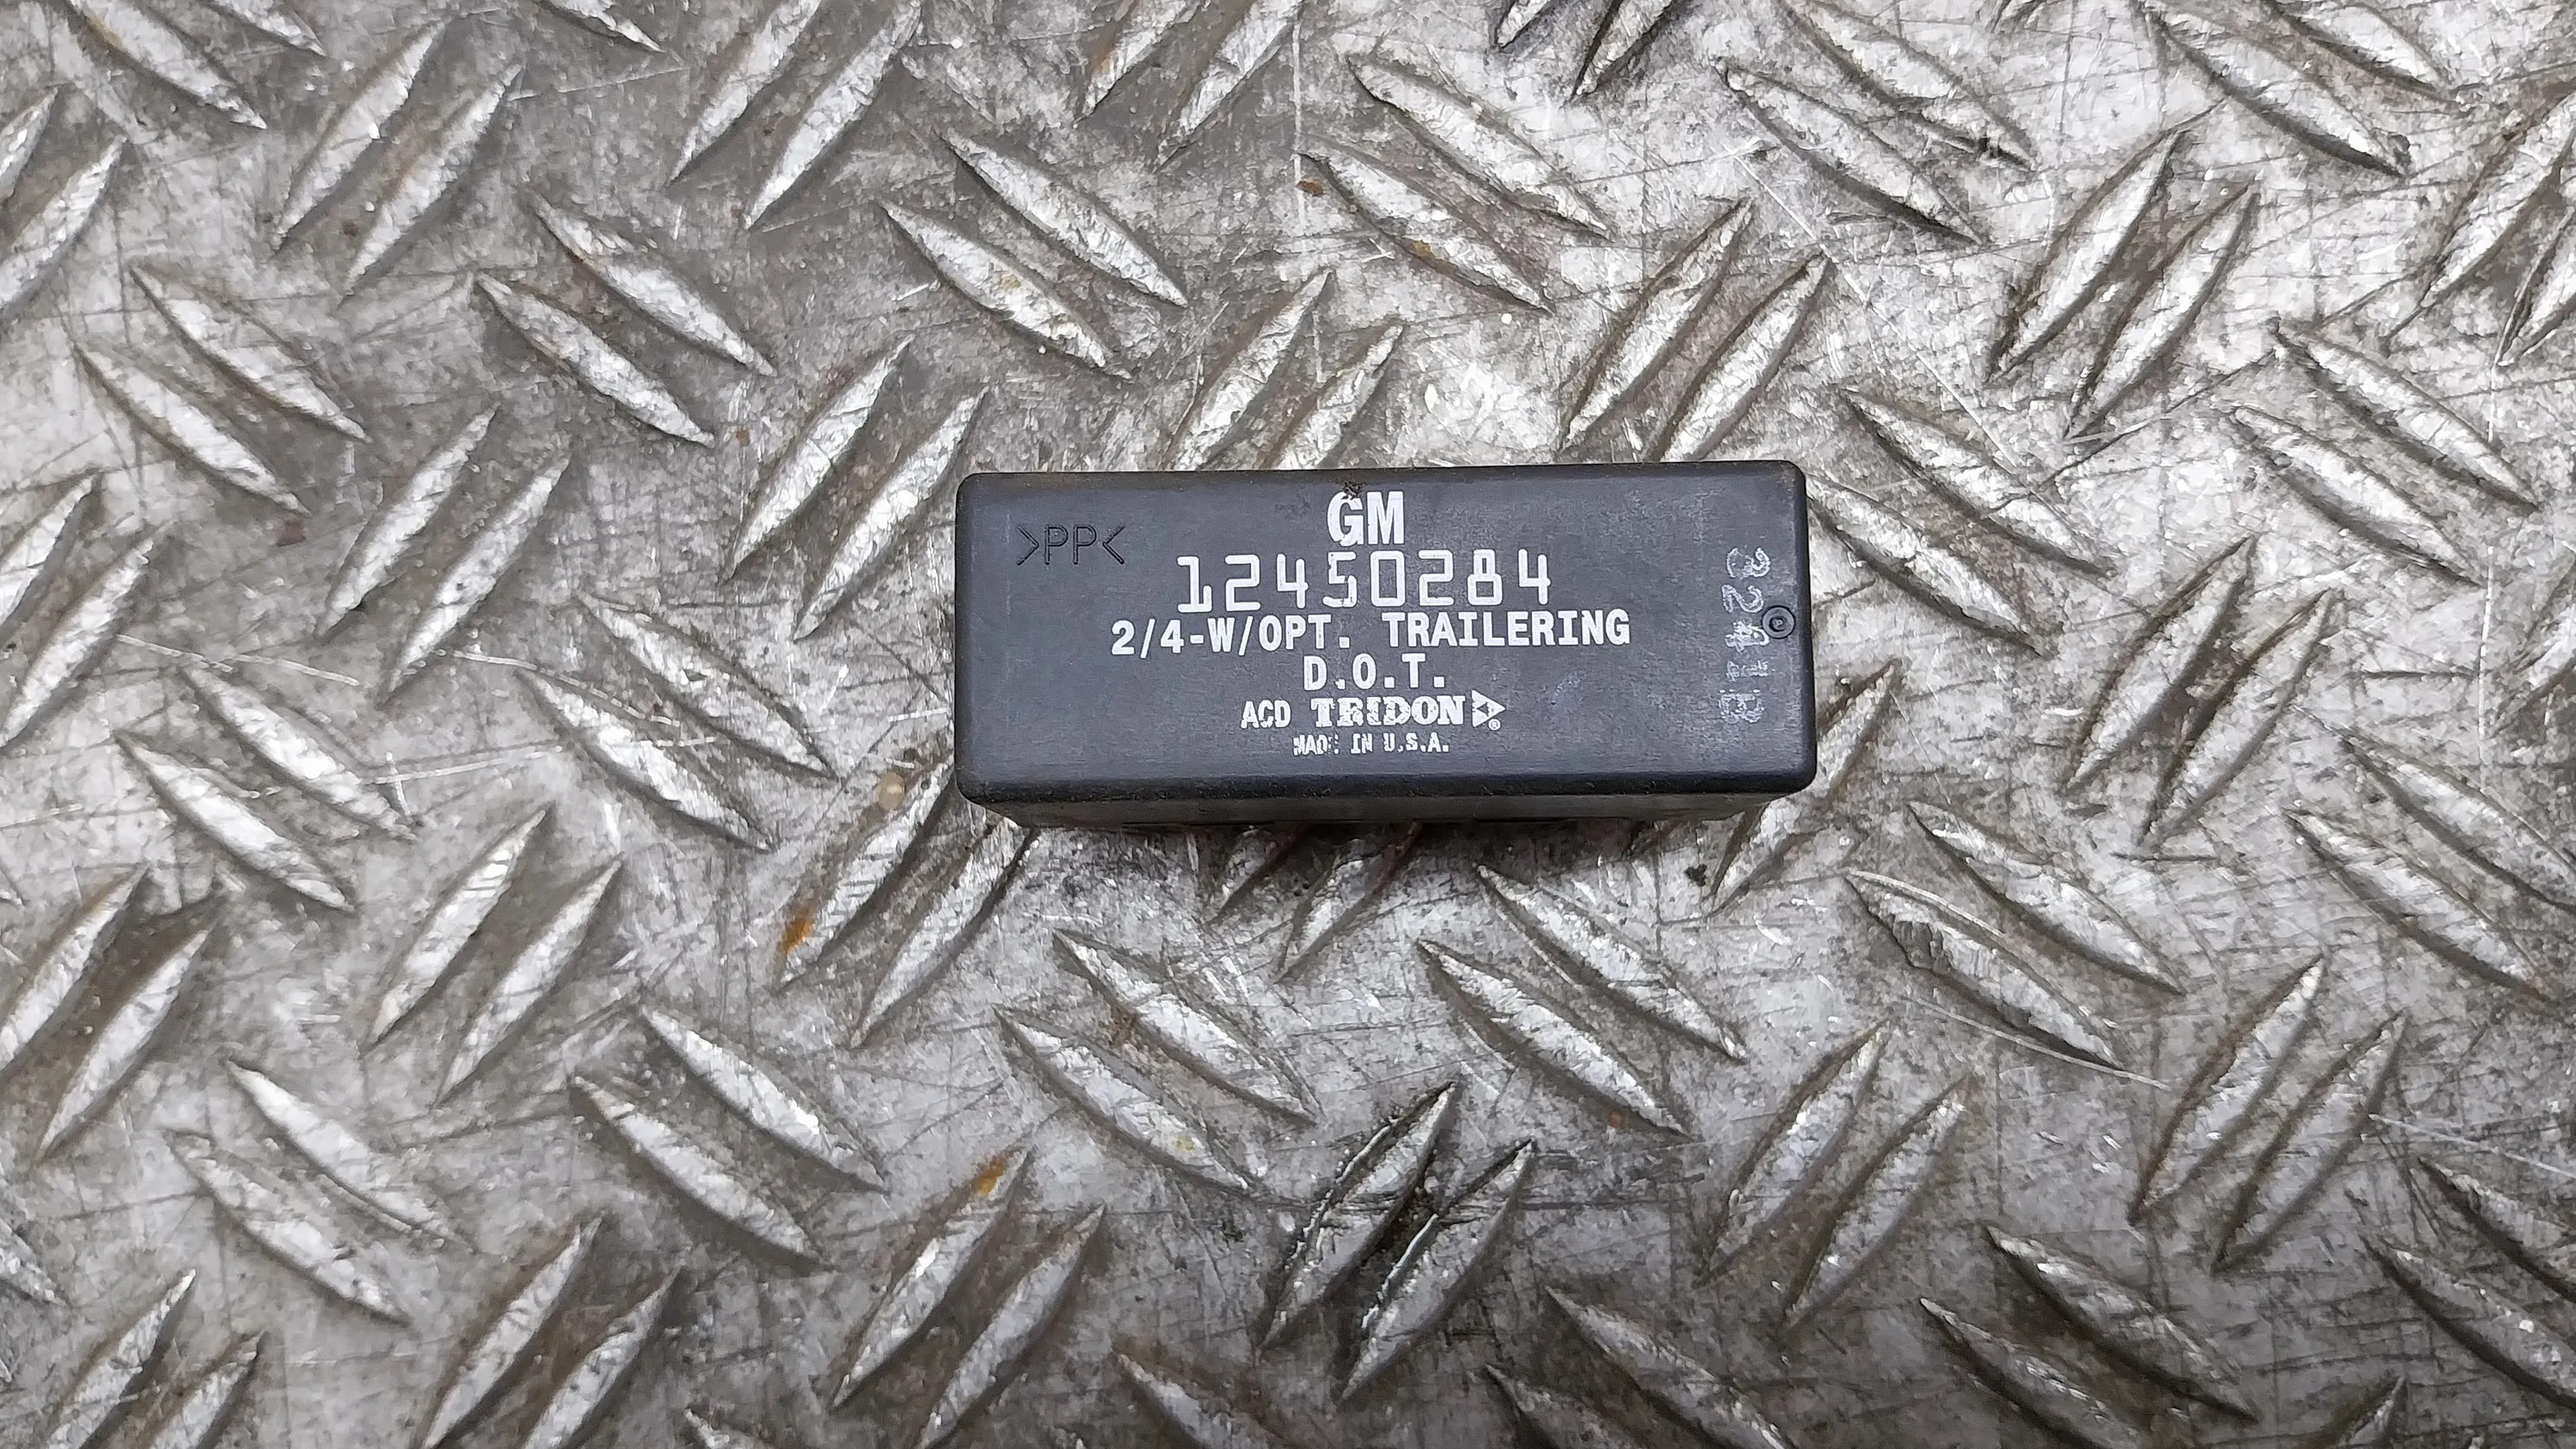 GM
>PP<
12450284
2/4-W/OPT. TRAILERING
D.O.T.
ACD TRIDON
MADE IN U.S.A.